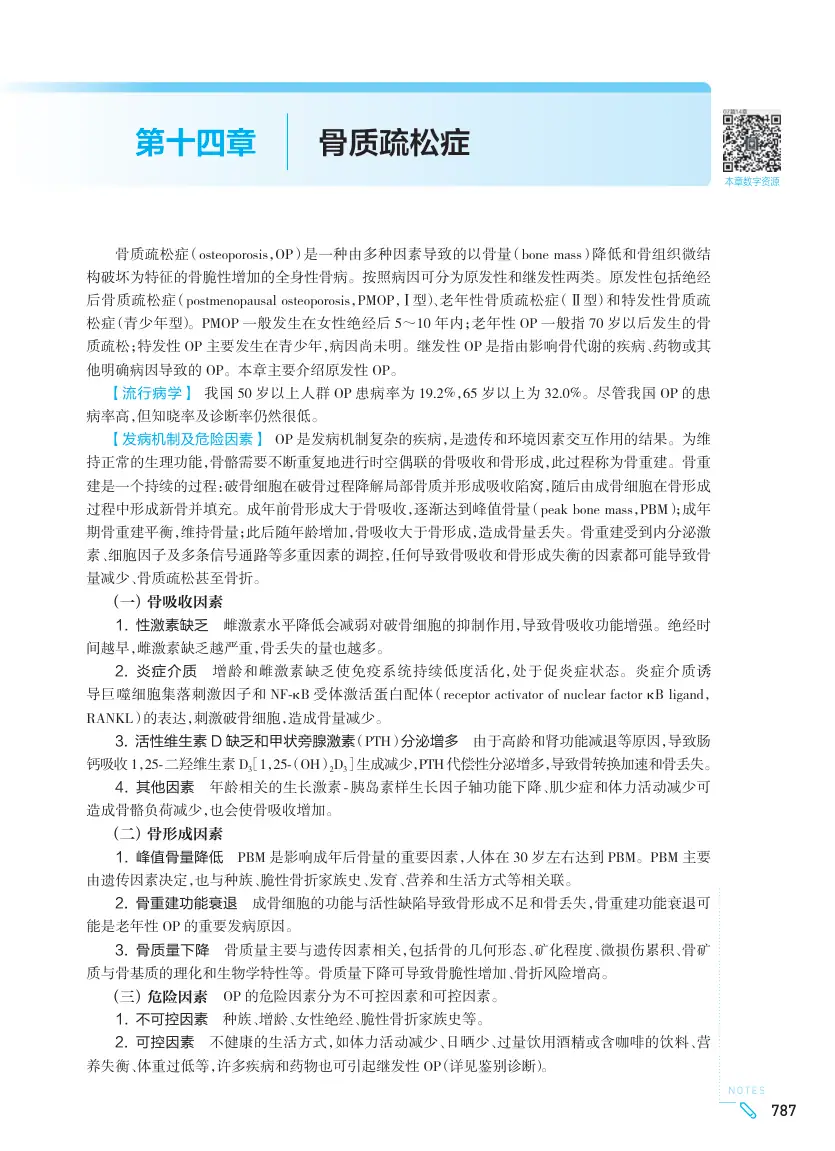 第十四章
骨质疏松症
本章数字资源
骨质疏松症（osteoporosis，OP）是一种由多种因素导致的以骨量（bone mass）降低和骨组织微结
构破坏为特征的骨脆性增加的全身性骨病。按照病因可分为原发性和继发性两类。原发性包括绝经
后骨质疏松症（postmenopausal osteoporosis，PMOP，Ⅰ型）、老年性骨质疏松症（Ⅱ型）和特发性骨质疏
松症（青少年型）。PMOP 一般发生在女性绝经后 5～10 年内；老年性 OP 一般指 70 岁以后发生的骨
质疏松；特发性 OP 主要发生在青少年，病因尚未明。继发性 OP 是指由影响骨代谢的疾病、药物或其
他明确病因导致的 OP。本章主要介绍原发性 OP。
【流行病学】 我国 50 岁以上人群 OP 患病率为 19.2%，65 岁以上为 32.0%。尽管我国 OP 的患
病率高，但知晓率及诊断率仍然很低。
【发病机制及危险因素】 OP 是发病机制复杂的疾病，是遗传和环境因素交互作用的结果。为维
持正常的生理功能，骨骼需要不断重复地进行时空偶联的骨吸收和骨形成，此过程称为骨重建。骨重
建是一个持续的过程：破骨细胞在破骨过程降解局部骨质并形成吸收陷窝，随后由成骨细胞在骨形成
过程中形成新骨并填充。成年前骨形成大于骨吸收，逐渐达到峰值骨量（peak bone mass，PBM）；成年
期骨重建平衡，维持骨量；此后随年龄增加，骨吸收大于骨形成，造成骨量丢失。骨重建受到内分泌激
素、细胞因子及多条信号通路等多重因素的调控，任何导致骨吸收和骨形成失衡的因素都可能导致骨
量减少、骨质疏松甚至骨折。
（一）骨吸收因素
1. 性激素缺乏 雌激素水平降低会减弱对破骨细胞的抑制作用，导致骨吸收功能增强。绝经时
间越早，雌激素缺乏越严重，骨丢失的量也越多。
2. 炎症介质 增龄和雌激素缺乏使免疫系统持续低度活化，处于促炎症状态。炎症介质诱
导巨噬细胞集落刺激因子和 NF-κB 受体激活蛋白配体（receptor activator of nuclear factor κB ligand，
RANKL）的表达，刺激破骨细胞，造成骨量减少。
3. 活性维生素 D 缺乏和甲状旁腺激素（PTH）分泌增多 由于高龄和肾功能减退等原因，导致肠
钙吸收 1，25- 二羟维生素 D₃[1，25-（OH）₂D₃]生成减少，PTH 代偿性分泌增多，导致骨转换加速和骨丢失。
4. 其他因素 年龄相关的生长激素 - 胰岛素样生长因子轴功能下降、肌少症和体力活动减少可
造成骨骼负荷减少，也会使骨吸收增加。
（二）骨形成因素
1. 峰值骨量降低 PBM 是影响成年后骨量的重要因素，人体在 30 岁左右达到 PBM。PBM 主要
由遗传因素决定，也与种族、脆性骨折家族史、发育、营养和生活方式等相关联。
2. 骨重建功能衰退 成骨细胞的功能与活性缺陷导致骨形成不足和骨丢失，骨重建功能衰退可
能是老年性 OP 的重要发病原因。
3. 骨质量下降 骨质量主要与遗传因素相关，包括骨的几何形态、矿化程度、微损伤累积、骨矿
质与骨基质的理化和生物学特性等。骨质量下降可导致骨脆性增加、骨折风险增高。
（三）危险因素 OP 的危险因素分为不可控因素和可控因素。
1. 不可控因素 种族、增龄、女性绝经、脆性骨折家族史等。
2. 可控因素 不健康的生活方式，如体力活动减少、日晒少、过量饮用酒精或含咖啡的饮料、营
养失衡、体重过低等，许多疾病和药物也可引起继发性 OP（详见鉴别诊断）。
NOTES
787